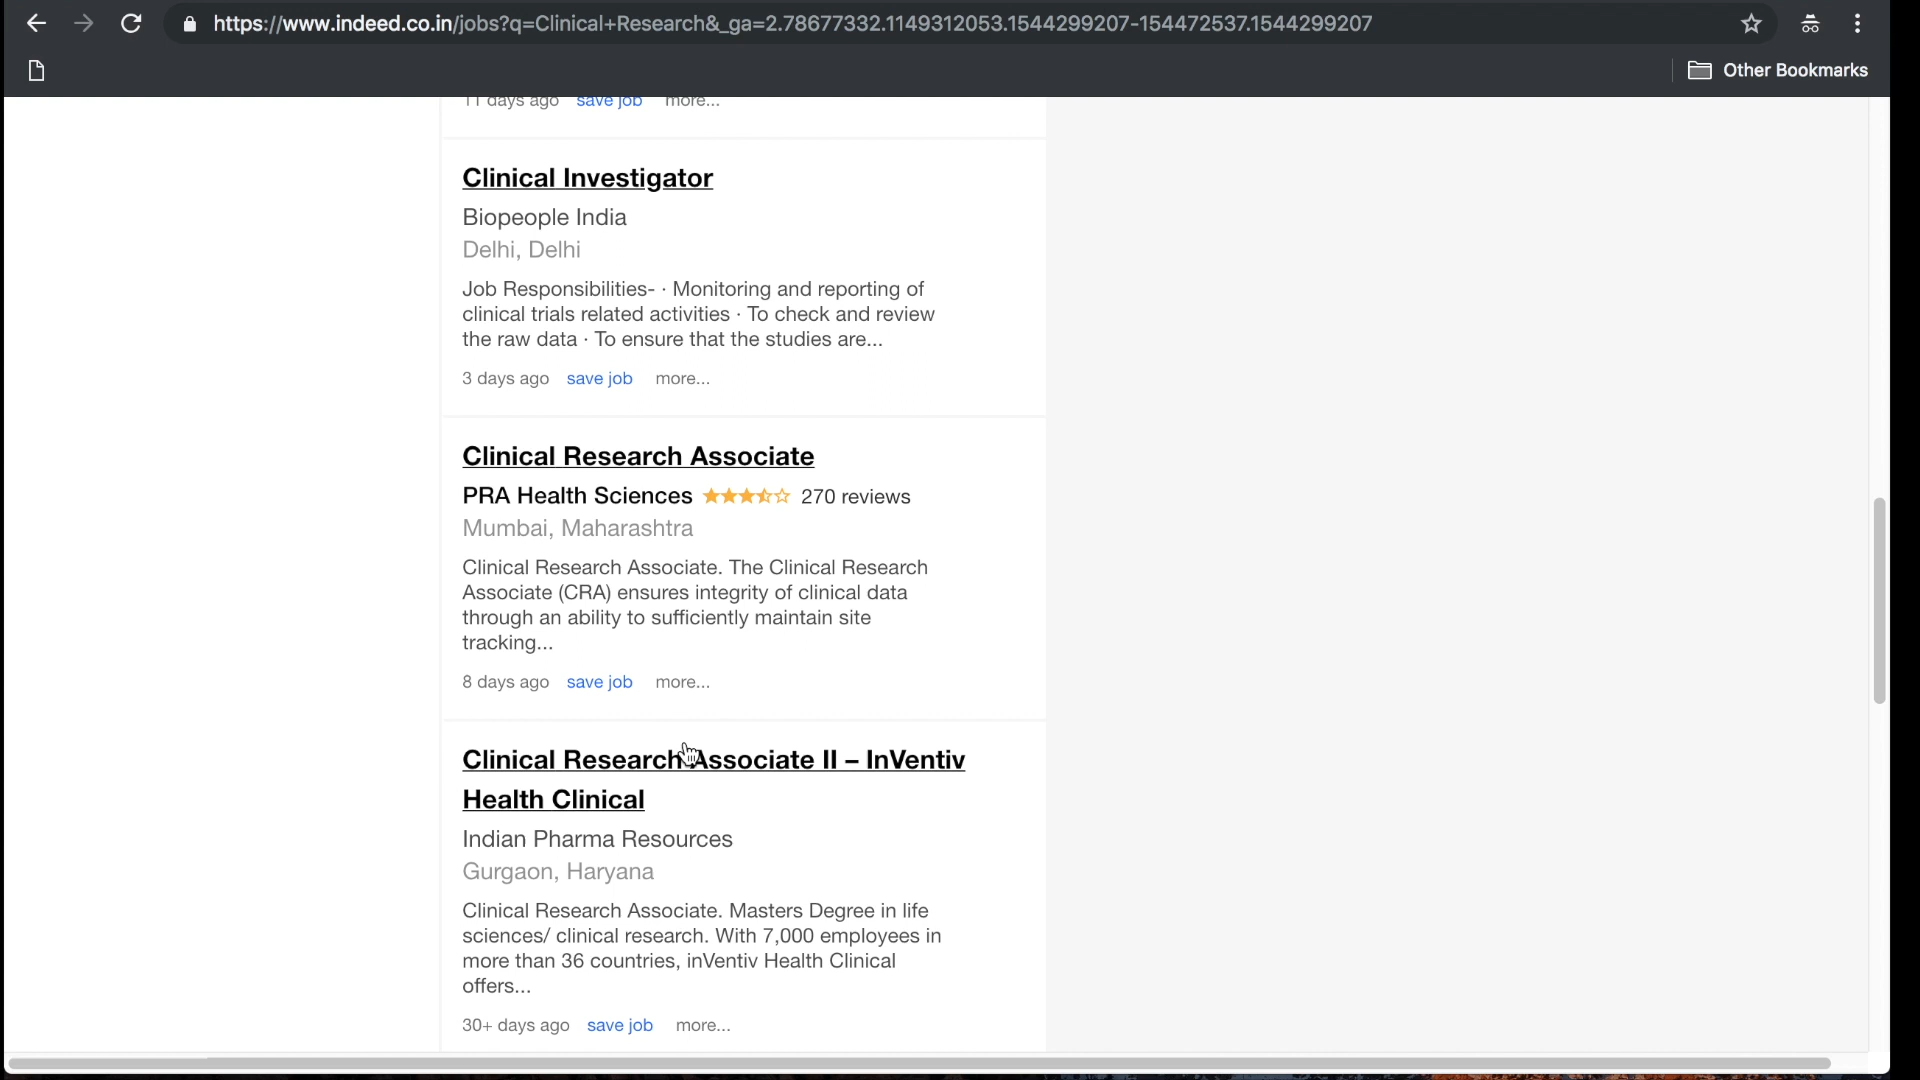 https://www.indeed.co.in/jobs?q=Clinical+Research&_ga=2.78677332.1149312053.1544299207-154472537.1544299207
Other Bookmarks
11 days ago save job more...
Clinical Investigator
Biopeople India
Delhi, Delhi
Job Responsibilities- · Monitoring and reporting of
clinical trials related activities · To check and review
the raw data · To ensure that the studies are...
3 days ago save job more...
Clinical Research Associate
PRA Health Sciences 270 reviews
Mumbai, Maharashtra
Clinical Research Associate. The Clinical Research
Associate (CRA) ensures integrity of clinical data
through an ability to sufficiently maintain site
tracking...
8 days ago save job more...
Clinical Research Associate II – InVentiv
Health Clinical
Indian Pharma Resources
Gurgaon, Haryana
Clinical Research Associate. Masters Degree in life
sciences/ clinical research. With 7,000 employees in
more than 36 countries, inVentiv Health Clinical
offers...
30+ days ago save job more...